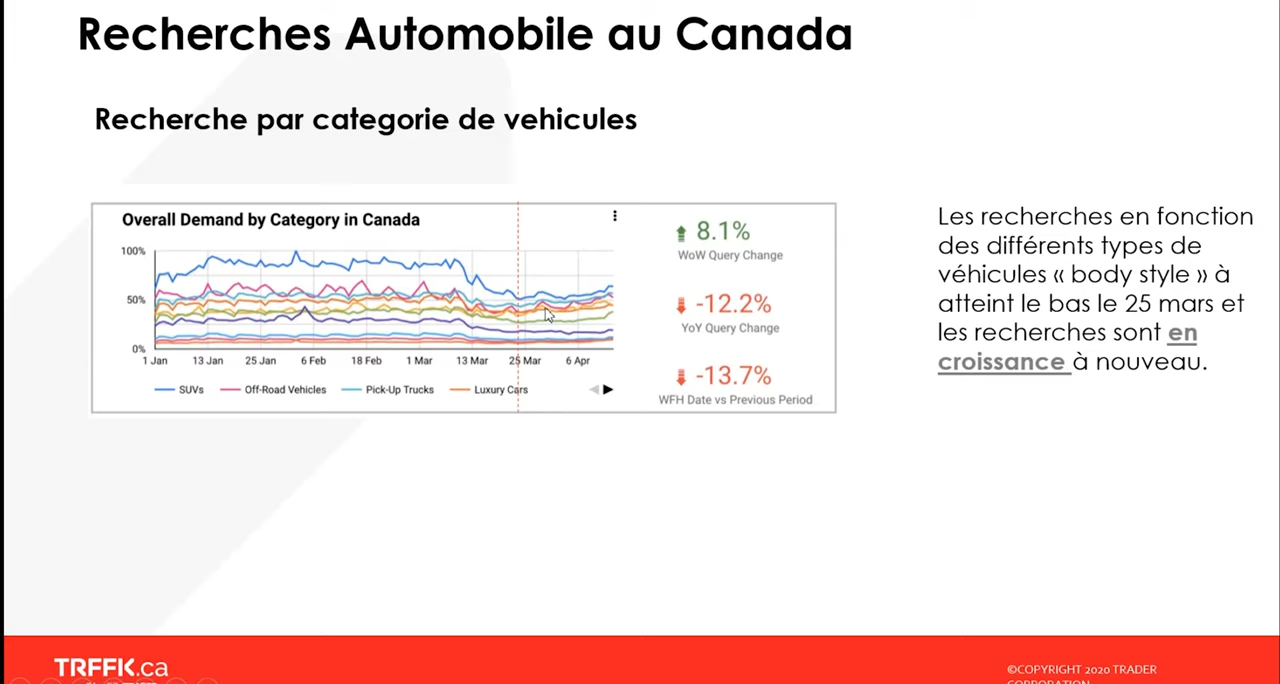 Recherches Automobile au Canada
Recherche par categorie de vehicules
Overall Demand by Category in Canada
100%
50%
0%
1 Jan 13 Jan 25 Jan 6 Feb 18 Feb 1 Mar 13 Mar 25 Mar 6 Apr
SUVs Off-Road Vehicles Pick-Up Trucks Luxury Cars
8.1%
WoW Query Change
-12.2%
YoY Query Change
-13.7%
WFH Date vs Previous Period
Les recherches en fonction
des différents types de
véhicules « body style » à
atteint le bas le 25 mars et
les recherches sont en
croissance à nouveau.
TRFFK.ca
©COPYRIGHT 2020 TRADER
CORPORATION